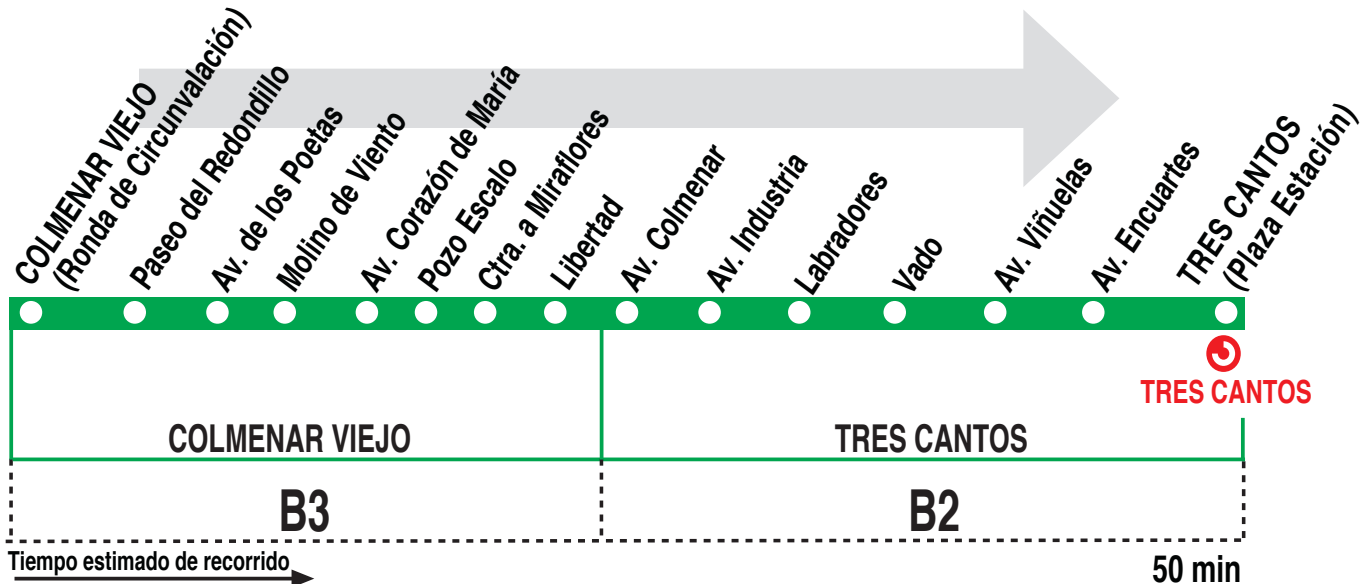 COLMENAR VIEJO
(Ronda de Circunvalación)
Paseo del Redondillo
Av. de los Poetas
Molino de Viento
Av. Corazón de María
Pozo Escalo
Ctra. a Miraflores
Libertad
Av. Colmenar
Av. Industria
Labradores
Vado
Av. Viñuelas
Av. Encuartes
TRES CANTOS
(Plaza Estación)
TRES CANTOS
COLMENAR VIEJO
TRES CANTOS
B3
B2
Tiempo estimado de recorrido
50 min